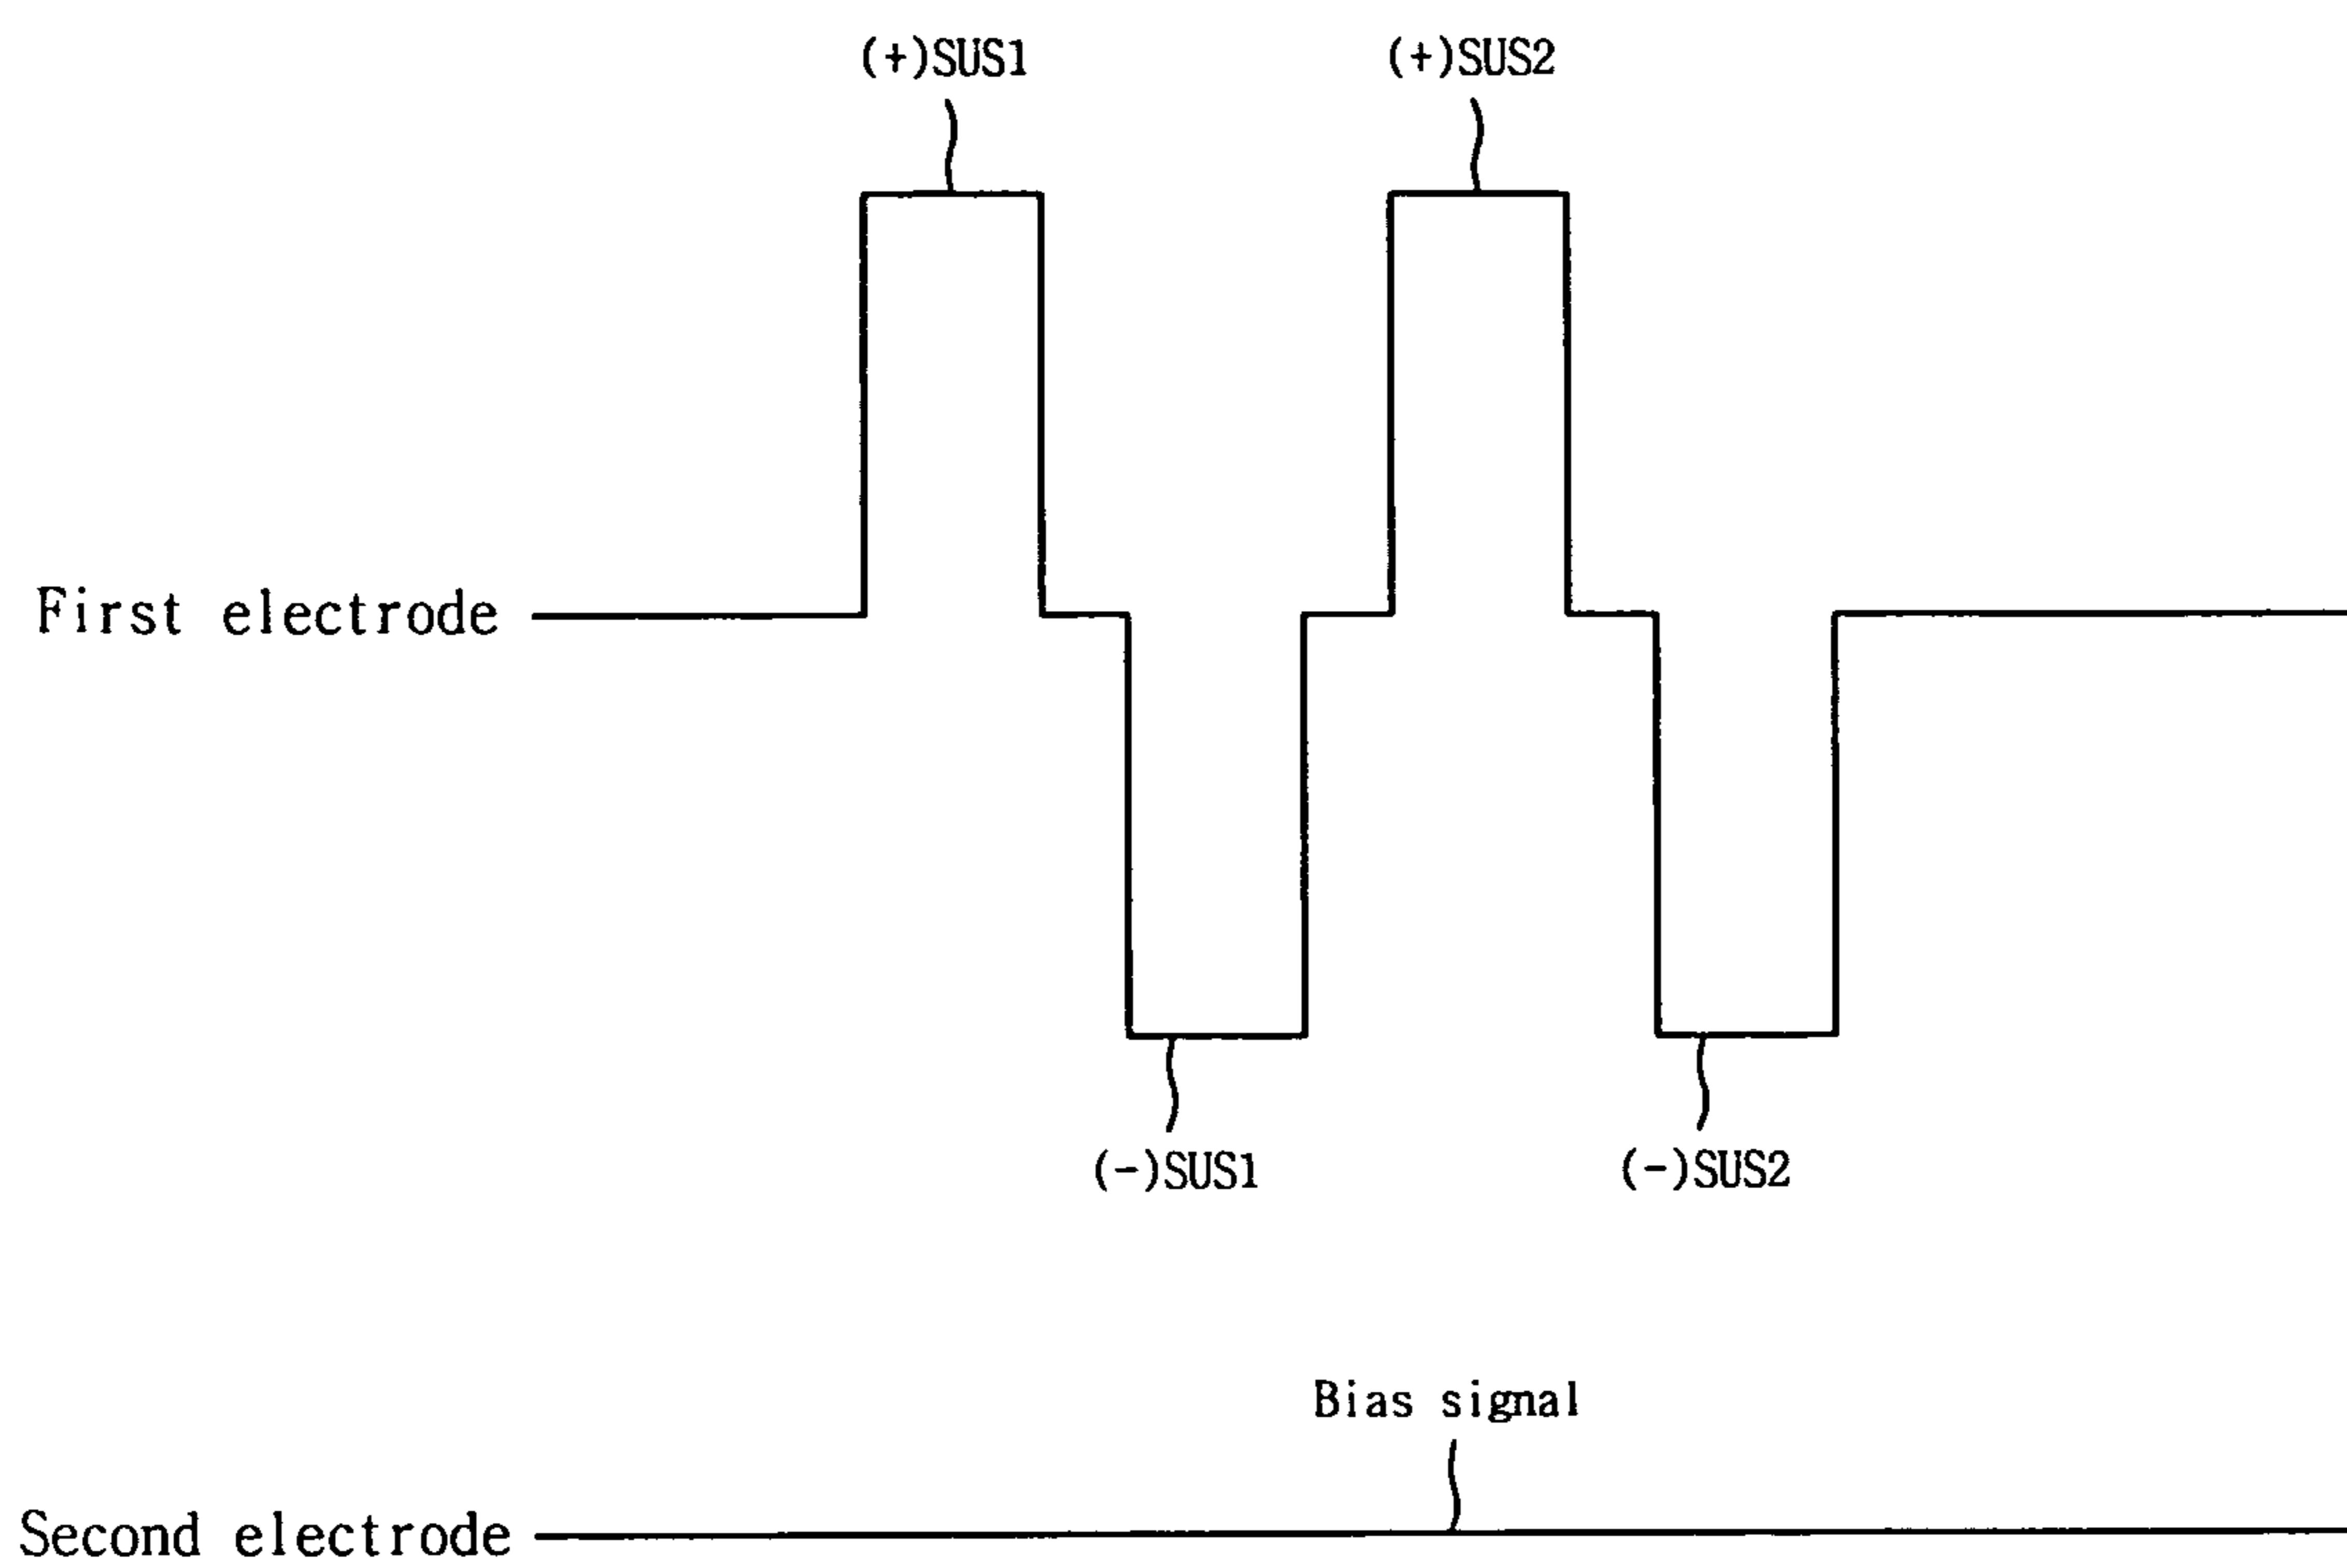 (+)SUS1
(+)SUS2
First electrode
(-)SUS1
(-)SUS2
Bias signal
Second electrode